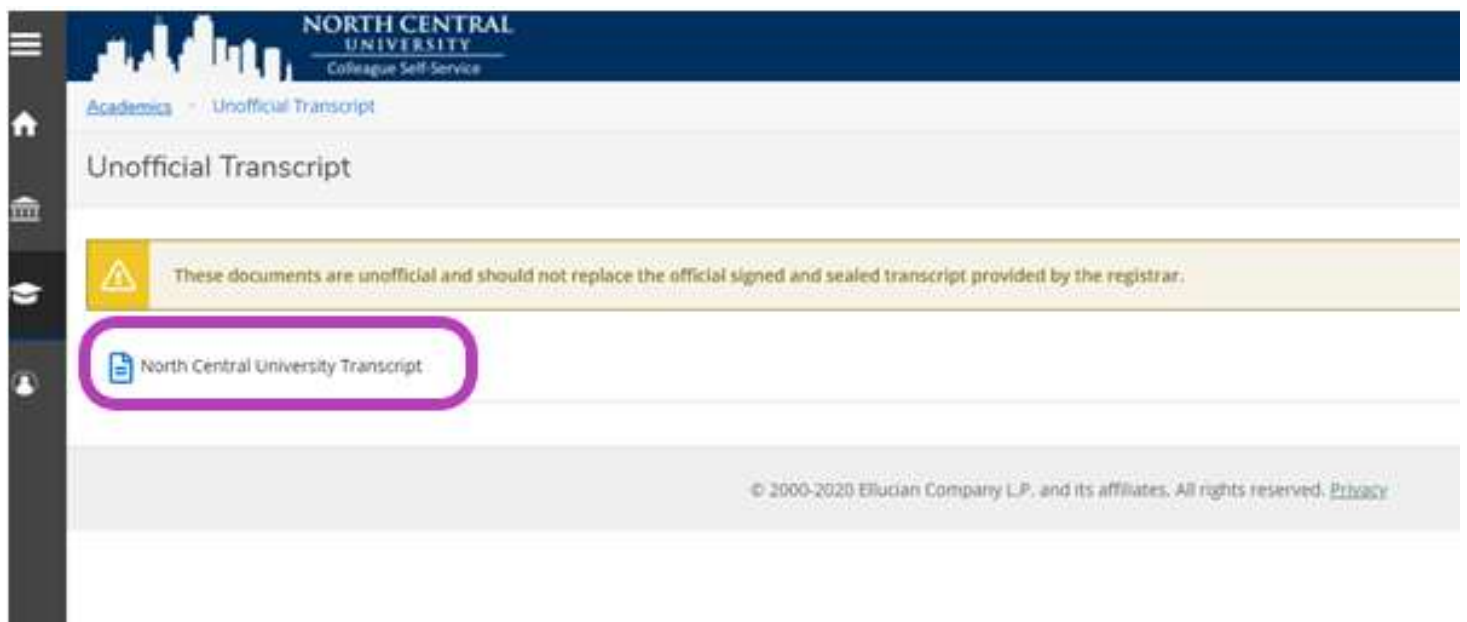 NORTH CENTRAL
UNIVERSITY
Colleague Self-Service
Academics · Unofficial Transcript
Unofficial Transcript
These documents are unofficial and should not replace the official signed and sealed transcript provided by the registrar.
North Central University Transcript
© 2000-2020 Ellucian Company L.P. and its affiliates. All rights reserved. Privacy